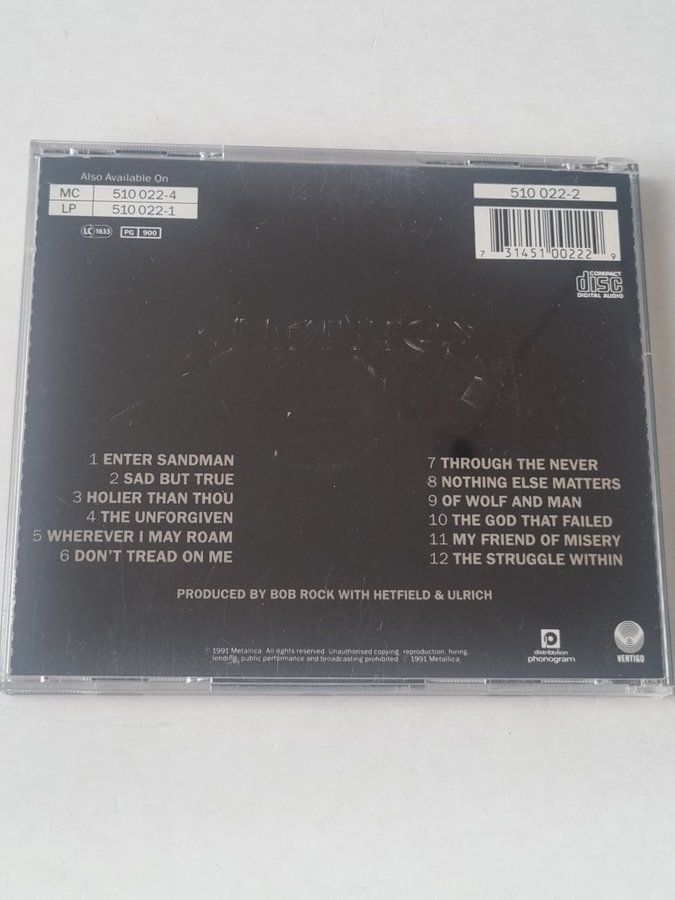 Also Available On
MC 510 022-4
LP 510 022-1
LC 1633 PG 900
510 022-2
7 31451 00222 9
COMPACT
disc
DIGITAL AUDIO
1 ENTER SANDMAN
2 SAD BUT TRUE
3 HOLIER THAN THOU
4 THE UNFORGIVEN
5 WHEREVER I MAY ROAM
6 DON'T TREAD ON ME
7 THROUGH THE NEVER
8 NOTHING ELSE MATTERS
9 OF WOLF AND MAN
10 THE GOD THAT FAILED
11 MY FRIEND OF MISERY
12 THE STRUGGLE WITHIN
PRODUCED BY BOB ROCK WITH HETFIELD & ULRICH
℗ 1991 Metallica. All rights reserved. Unauthorised copying, reproduction, hiring,
lending, public performance and broadcasting prohibited. © 1991 Metallica
distribution
phonogram
VERTIGO